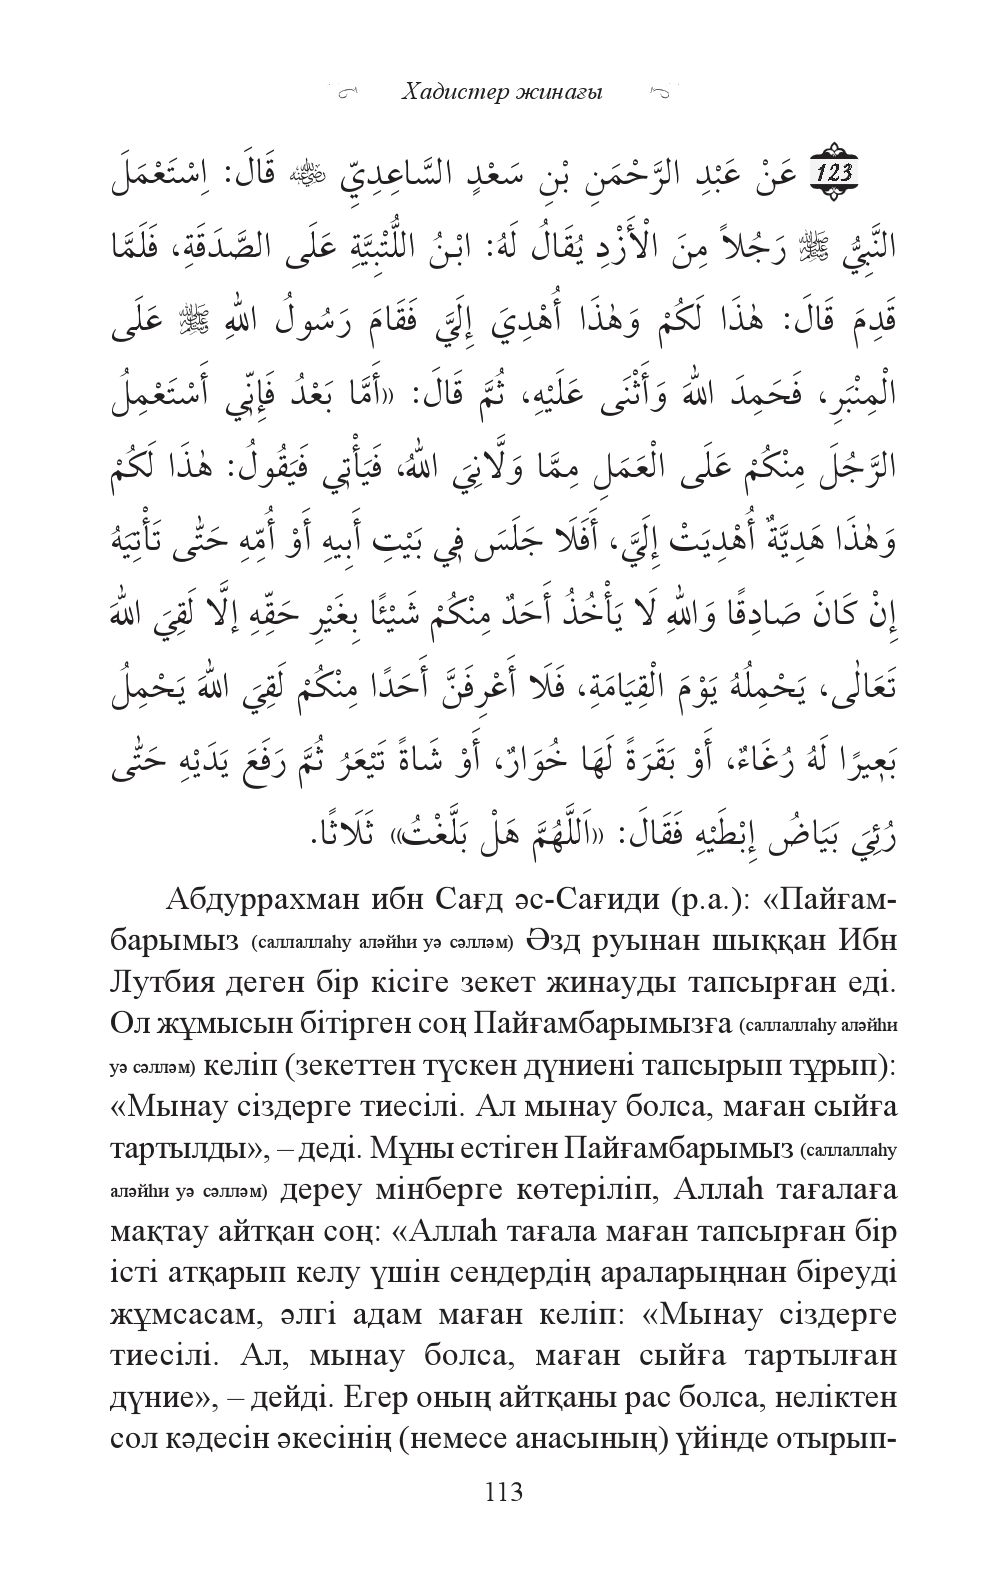 Хадистер жинағы
123 عَنْ عَبْدِ الرَّحْمَنِ بْنِ سَعْدٍ السَّاعِدِيِّ ﷺ قَالَ: اِسْتَعْمَلَ
النَّبِيُّ ﷺ رَجُلاً مِنَ الْأَزْدِ يُقَالُ لَهُ: ابْنُ اللُّتْبِيَّةِ عَلَى الصَّدَقَةِ، فَلَمَّا
قَدِمَ قَالَ: هٰذَا لَكُمْ وَهٰذَا أُهْدِيَ إِلَيَّ فَقَامَ رَسُولُ اللهِ ﷺ عَلَى
الْمِنْبَرِ، فَحَمِدَ اللهَ وَأَثْنَى عَلَيْهِ، ثُمَّ قَالَ: «أَمَّا بَعْدُ فَإِنِّي أَسْتَعْمِلُ
الرَّجُلَ مِنْكُمْ عَلَى الْعَمَلِ مِمَّا وَلَّانِيَ اللهُ، فَيَأْتِي فَيَقُولُ: هٰذَا لَكُمْ
وَهٰذَا هَدِيَّةٌ أُهْدِيَتْ إِلَيَّ، أَفَلَا جَلَسَ فِي بَيْتِ أَبِيهِ أَوْ أُمِّهِ حَتّٰى تَأْتِيَهُ
إِنْ كَانَ صَادِقًا وَاللهِ لَا يَأْخُذُ أَحَدٌ مِنْكُمْ شَيْئًا بِغَيْرِ حَقِّهِ إلَّا لَقِيَ اللهَ
تَعَالٰى، يَحْمِلُهُ يَوْمَ الْقِيَامَةِ، فَلَا أَعْرِفَنَّ أَحَدًا مِنْكُمْ لَقِيَ اللهَ يَحْمِلُ
بَعِيرًا لَهُ رُغَاءٌ، أَوْ بَقَرَةً لَهَا خُوَارٌ، أَوْ شَاةً تَيْعَرُ ثُمَّ رَفَعَ يَدَيْهِ حَتّٰى
رُئِيَ بَيَاضُ إِبْطَيْهِ فَقَالَ: «اَللَّهُمَّ هَلْ بَلَّغْتُ» ثَلَاثًا.
Абдуррахман ибн Сағд әс-Сағиди (р.а.): «Пайғам-
барымыз (саллаллаһу аләйһи уә сәлләм) Әзд руынан шыққан Ибн
Лутбия деген бір кісіге зекет жинауды тапсырған еді.
Ол жұмысын бітірген соң Пайғамбарымызға (саллаллаһу аләйһи
уә сәлләм) келіп (зекеттен түскен дүниені тапсырып тұрып):
«Мынау сіздерге тиесілі. Ал мынау болса, маған сыйға
тартылды», – деді. Мұны естіген Пайғамбарымыз (саллаллаһу
аләйһи уә сәлләм) дереу мінберге көтеріліп, Аллаһ тағалаға
мақтау айтқан соң: «Аллаһ тағала маған тапсырған бір
істі атқарып келу үшін сендердің араларыңнан біреуді
жұмсасам, әлгі адам маған келіп: «Мынау сіздерге
тиесілі. Ал, мынау болса, маған сыйға тартылған
дүние», – дейді. Егер оның айтқаны рас болса, неліктен
сол кәдесін әкесінің (немесе анасының) үйінде отырып-
113